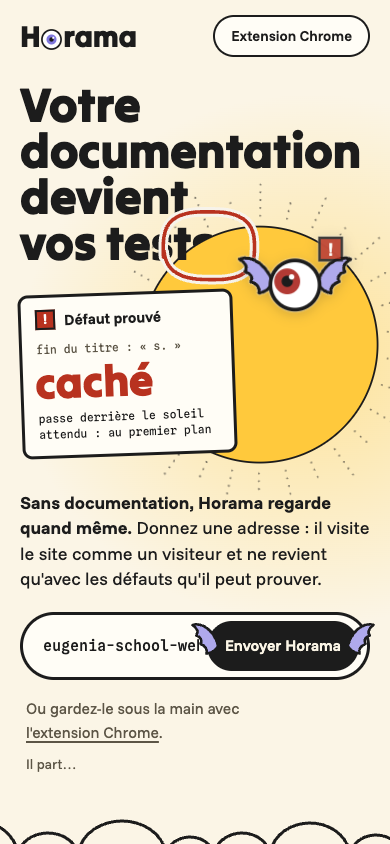 Horama
Extension Chrome
Votre
documentation
devient
vos tests
!
! Défaut prouvé
fin du titre : « s. »
caché
passe derrière le soleil
attendu : au premier plan
Sans documentation, Horama regarde
quand même. Donnez une adresse : il visite
le site comme un visiteur et ne revient
qu'avec les défauts qu'il peut prouver.
eugenia-school-we
Envoyer Horama
Ou gardez-le sous la main avec
l'extension Chrome.
Il part...